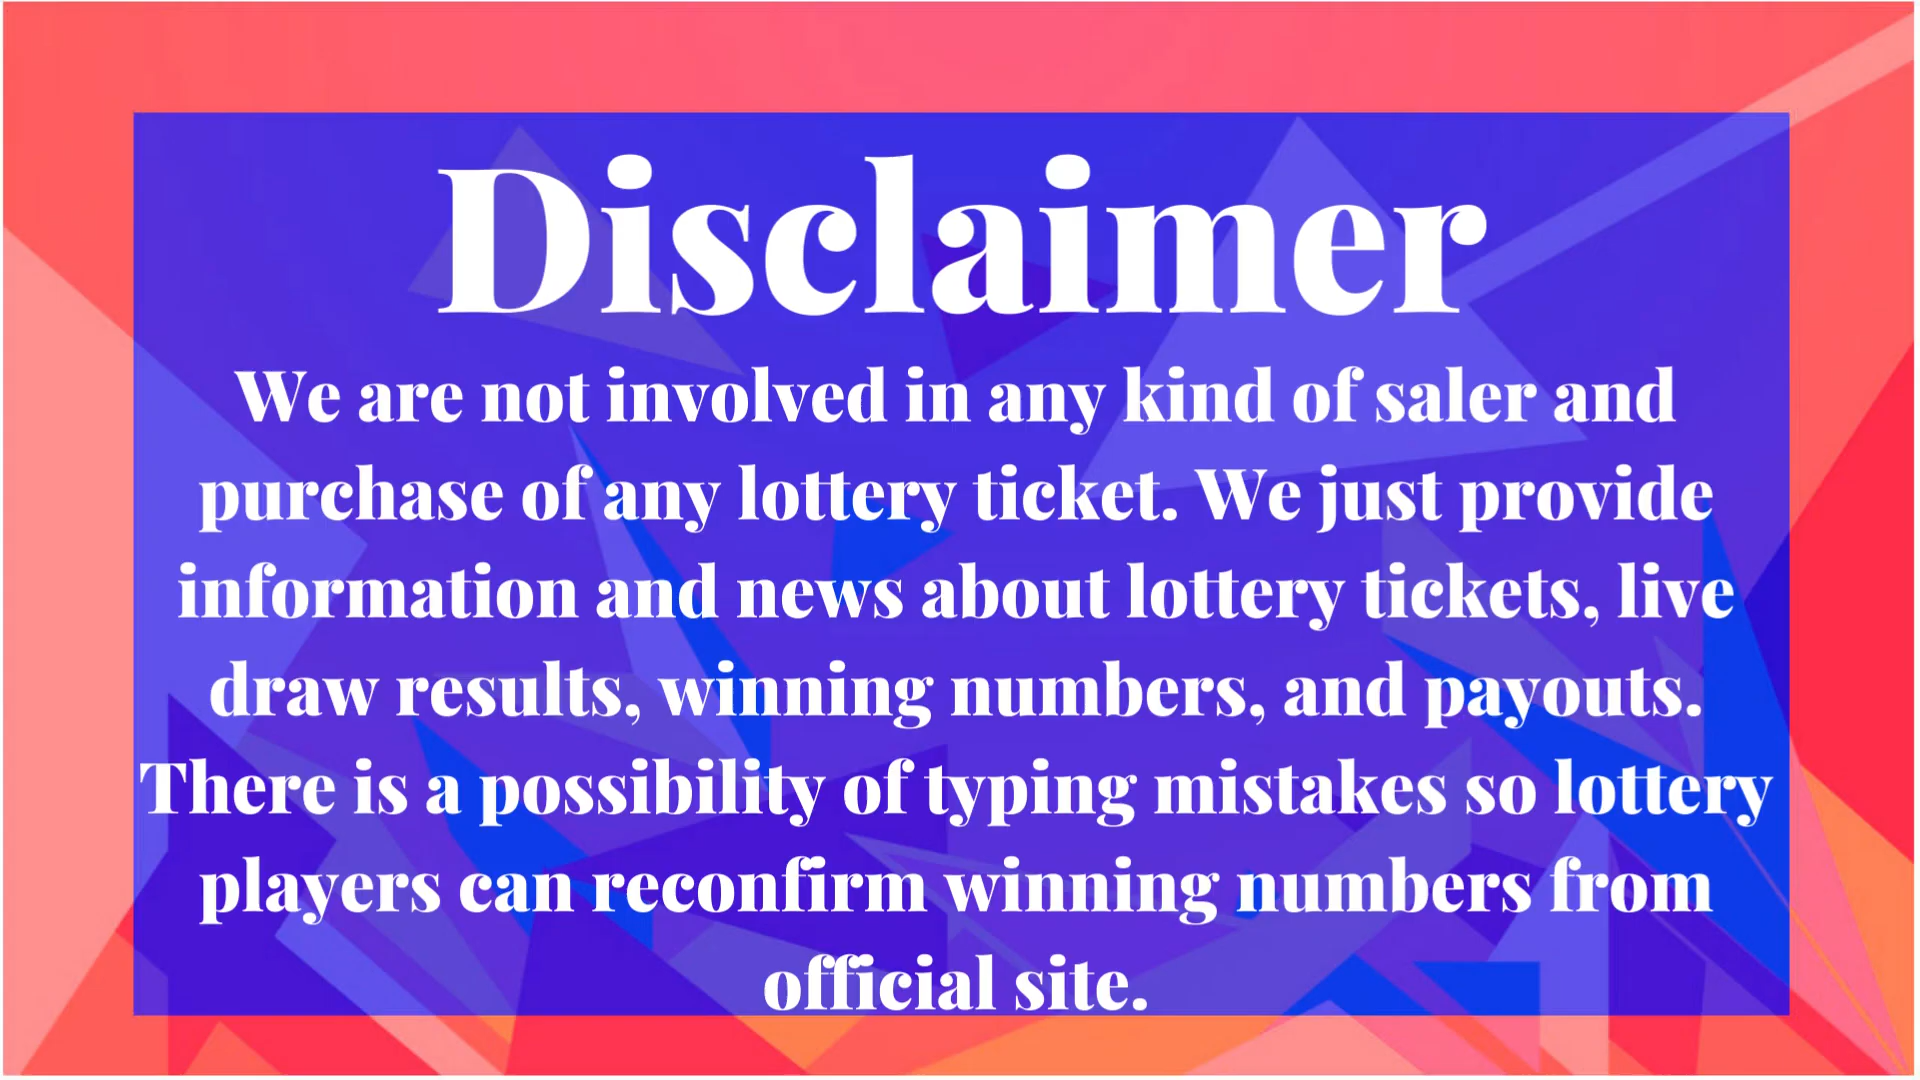 Disclaimer
We are not involved in any kind of saler and
purchase of any lottery ticket. We just provide
information and news about lottery tickets, live
draw results, winning numbers, and payouts.
There is a possibility of typing mistakes so lottery
players can reconfirm winning numbers from
official site.